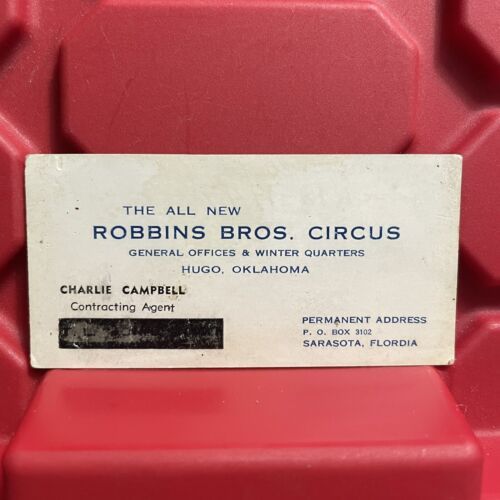 THE ALL NEW
ROBBINS BROS. CIRCUS
GENERAL OFFICES & WINTER QUARTERS
HUGO, OKLAHOMA
CHARLIE CAMPBELL
Contracting Agent
PERMANENT ADDRESS
P. O. BOX 3102
SARASOTA, FLORDIA